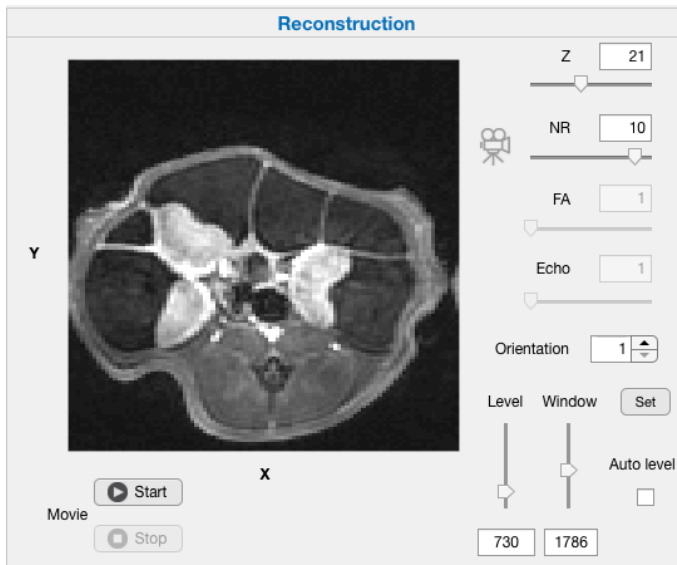 Reconstruction
Z 21
NR 10
FA 1
Echo 1
Y
Orientation 1
Level Window Set
X
Auto level
Start
Movie
Stop
730 1786